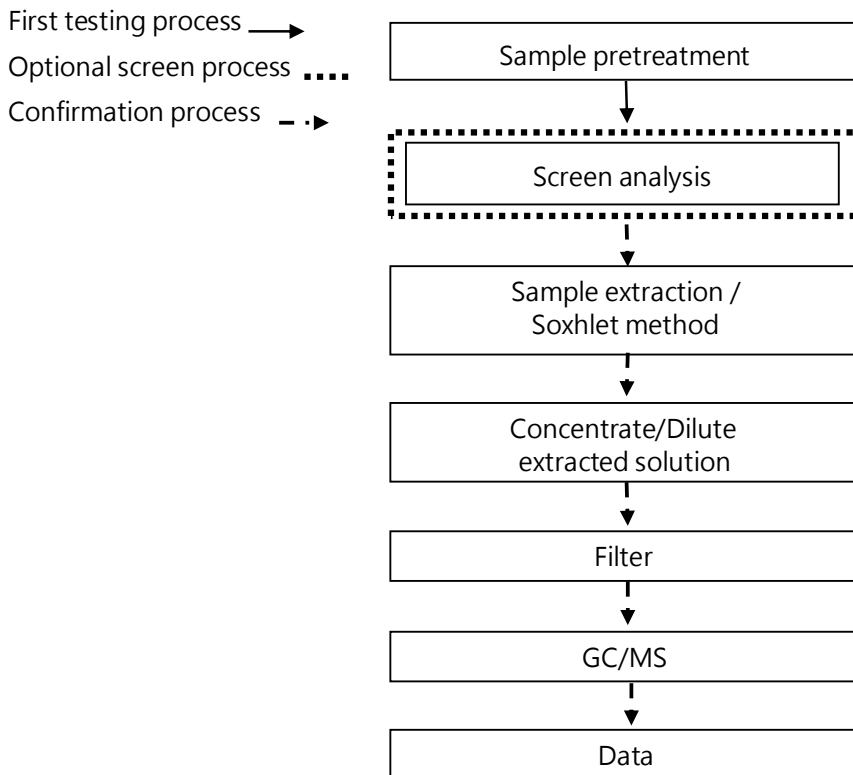 First testing process
Optional screen process
Confirmation process
Sample pretreatment
Screen analysis
Sample extraction /
Soxhlet method
Concentrate/Dilute
extracted solution
Filter
GC/MS
Data